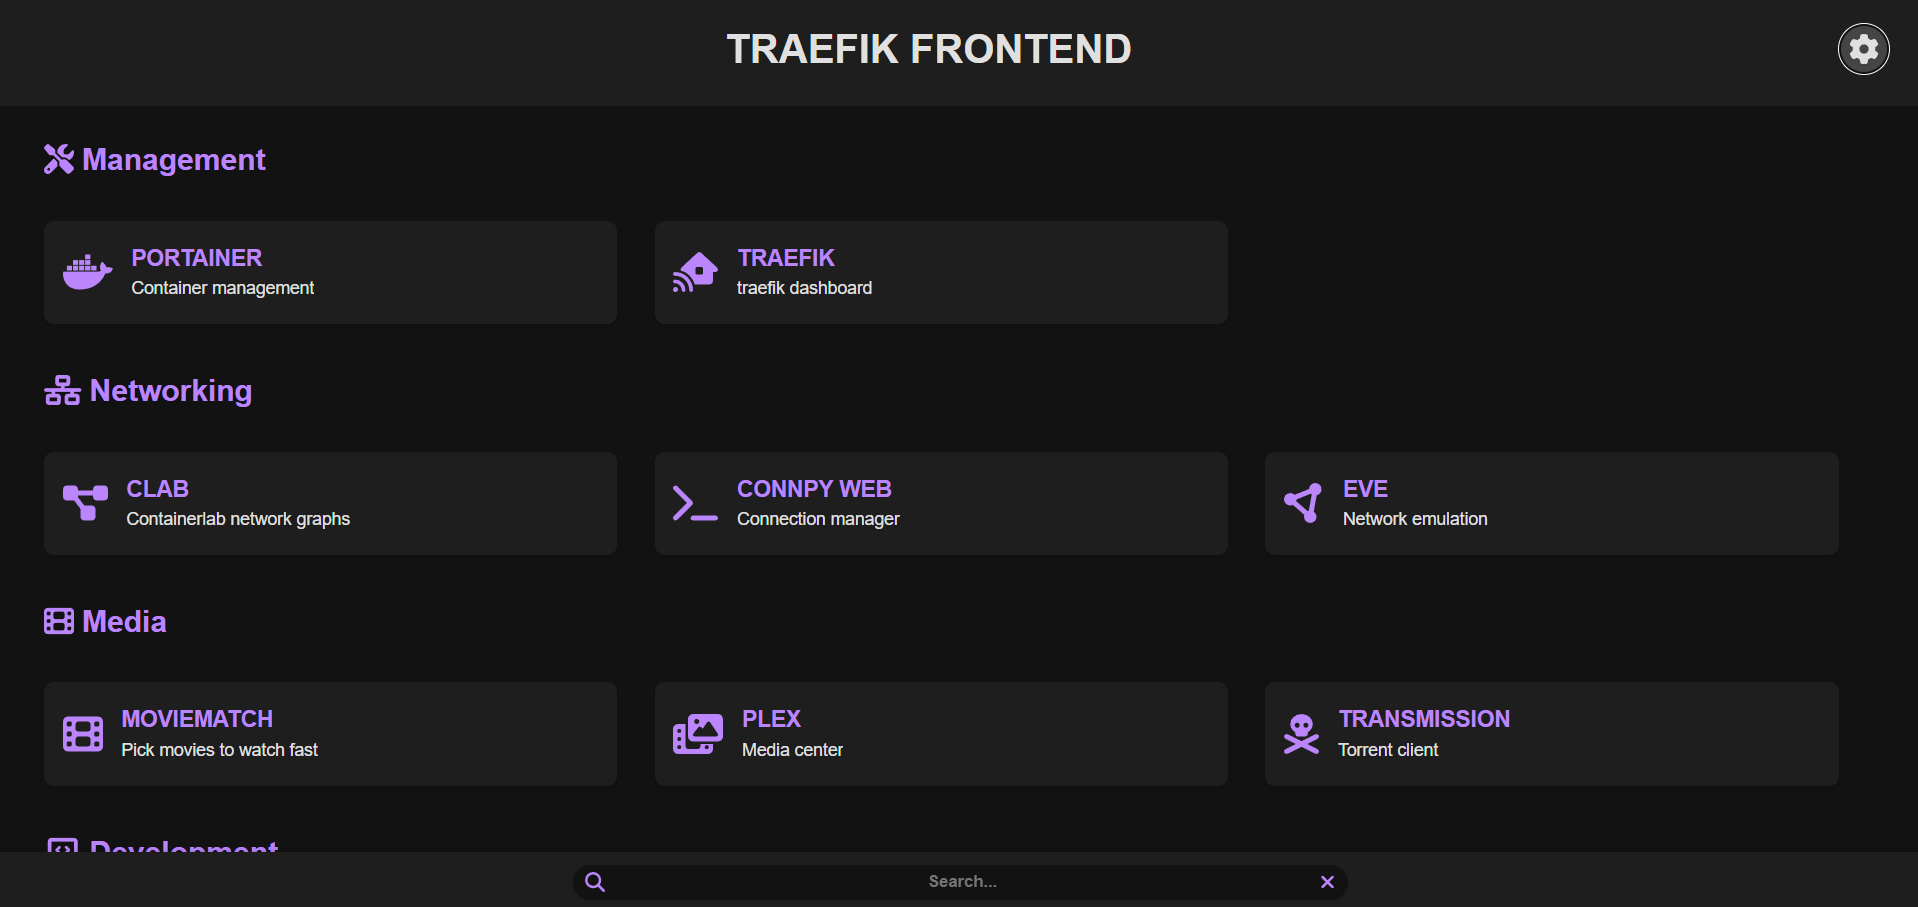 TRAEFIK FRONTEND
Management
PORTAINER
Container management
TRAEFIK
traefik dashboard
Networking
CLAB
Containerlab network graphs
CONNPY WEB
Connection manager
EVE
Network emulation
Media
MOVIEMATCH
Pick movies to watch fast
PLEX
Media center
TRANSMISSION
Torrent client
Development
Search...